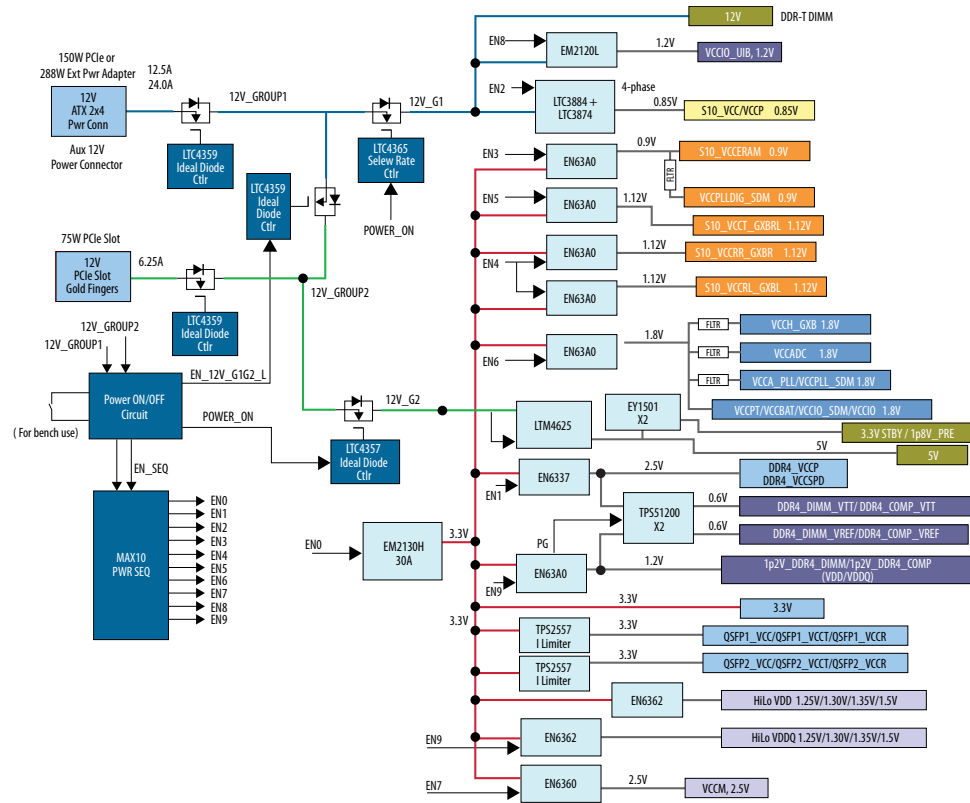 150W PCIe or
288W Ext Pwr Adapter
12V
ATX 2x4
Pwr Conn
Aux 12V
Power Connector
12.5A
24.0A
LTC4359
Ideal Diode
Ctlr
12V_GROUP1
LTC4359
Ideal
Diode
Ctlr
LTC4365
Selew Rate
Ctlr
POWER_ON
12V_G1
12V
DDR-T DIMM
EN8
EM2120L
1.2V
VCCIO_UIB, 1.2V
EN2
LTC3884 +
LTC3874
4-phase
0.85V
S10_VCC/VCCP 0.85V
EN3
EN63A0
0.9V
S10_VCCERAM 0.9V
FLTR
VCCPLLDIG_SDM 0.9V
EN5
EN63A0
1.12V
S10_VCCT_GXBRL 1.12V
EN4
EN63A0
1.12V
S10_VCCRR_GXBR 1.12V
EN63A0
1.12V
S10_VCCRL_GXBL 1.12V
75W PCIe Slot
12V
PCIe Slot
Gold Fingers
6.25A
LTC4359
Ideal Diode
Ctlr
12V_GROUP2
EN6
EN63A0
1.8V
FLTR
VCCH_GXB 1.8V
FLTR
VCCADC 1.8V
FLTR
VCCA_PLL/VCCPLL_SDM 1.8V
VCCPT/VCCBAT/VCCIO_SDM/VCCIO 1.8V
12V_GROUP2
12V_GROUP1
Power ON/OFF
Circuit
( For bench use)
EN_12V_G1G2_L
POWER_ON
LTC4357
Ideal Diode
Ctlr
12V_G2
LTM4625
EY1501
X2
3.3V STBY / 1p8V_PRE
5V
5V
EN_SEQ
MAX10
PWR SEQ
EN0
EN1
EN2
EN3
EN4
EN5
EN6
EN7
EN8
EN9
EN1
EN6337
2.5V
DDR4_VCCP
DDR4_VCCSPD
TPS51200
X2
0.6V
DDR4_DIMM_VTT/ DDR4_COMP_VTT
0.6V
DDR4_DIMM_VREF/DDR4_COMP_VREF
EN0
EM2130H
30A
3.3V
PG
EN9
EN63A0
1.2V
1p2V_DDR4_DIMM/1p2V_DDR4_COMP
(VDD/VDDQ)
3.3V
3.3V
3.3V
TPS2557
I Limiter
3.3V
QSFP1_VCC/QSFP1_VCCT/QSFP1_VCCR
TPS2557
I Limiter
3.3V
QSFP2_VCC/QSFP2_VCCT/QSFP2_VCCR
EN6362
HiLo VDD 1.25V/1.30V/1.35V/1.5V
EN9
EN6362
HiLo VDDQ 1.25V/1.30V/1.35V/1.5V
EN7
EN6360
2.5V
VCCM, 2.5V